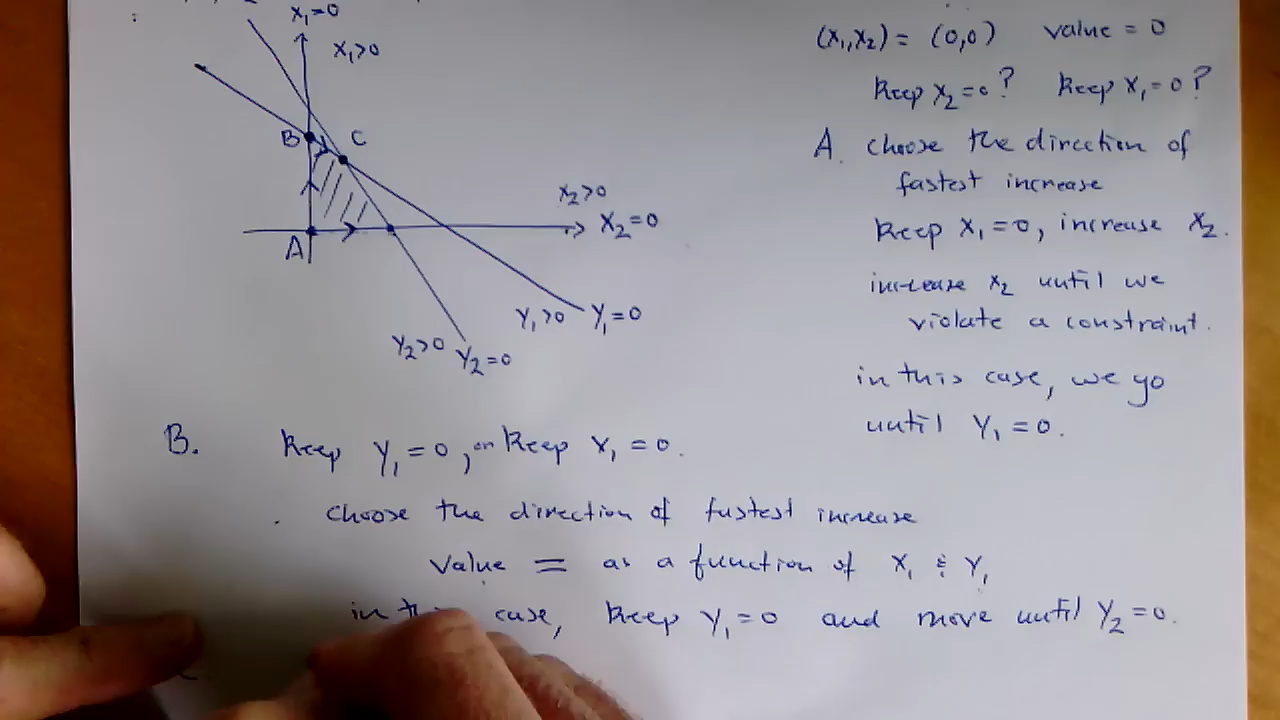 X₁=0
X₁>0
B
C
X₂>0
X₂=0
A
Y₁>0 Y₁=0
Y₂>0 Y₂=0
(X₁,X₂) = (0,0) value = 0
Keep X₂=0? Keep X₁=0?
A. choose the direction of
fastest increase
Keep X₁=0, increase X₂.
increase X₂ until we
violate a constraint.
in this case, we go
until Y₁=0.
B. Keep Y₁=0, or Keep X₁=0.
choose the direction of fastest increase
Value = as a function of X₁ & Y₁
in case, Keep Y₁=0 and move until Y₂=0.